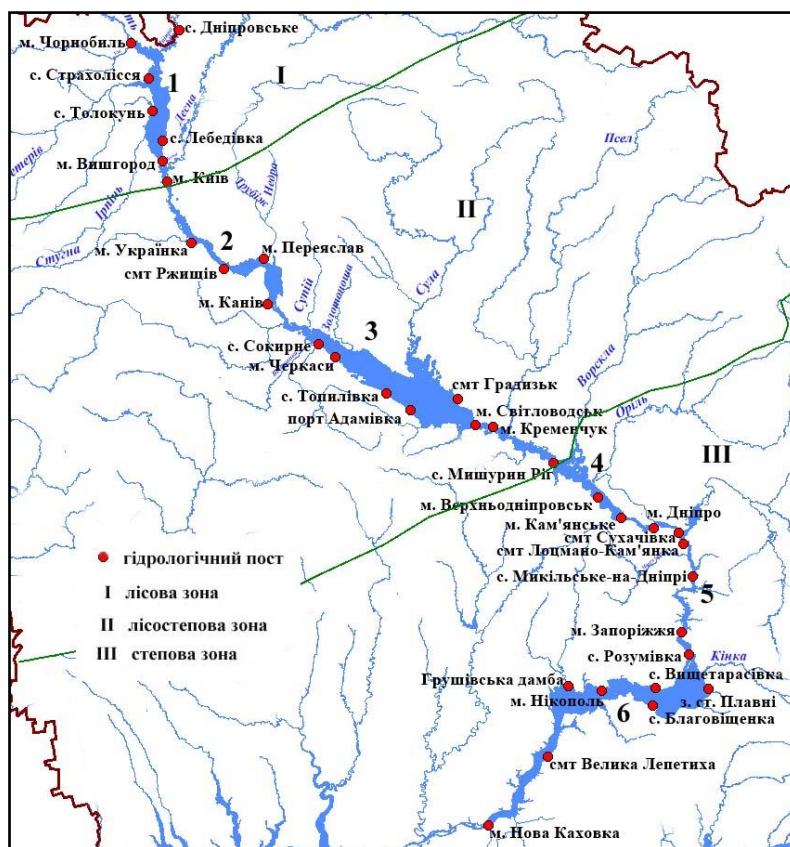 с. Дніпровське
м. Чорнобиль
с. Страхолісся
1
I
Десна
с. Толокунь
с. Лебедівка
Псел
етерів
м. Вишгород
м. Київ
Ірпінь
Трубіж
Недра
II
Стугна
м. Українка
2
м. Переяслав
смт Ржищів
Сула
м. Канів
Супій
Золотоноша
3
с. Сокирне
м. Черкаси
Ворскла
с. Топилівка
смт Градизьк
порт Адамівка
м. Світловодськ
Оріль
м. Кременчук
III
с. Мишурин Ріг
4
м. Верхньодніпровськ
м. Дніпро
м. Кам'янське
смт Сухачівка
смт Лоцмано-Кам'янка
гідрологічний пост
с. Микільське-на-Дніпрі
5
I лісова зона
II лісостепова зона
м. Запоріжжя
III степова зона
с. Розумівка
Кінка
Грушівська дамба
с. Вищетарасівка
м. Нікополь
з. ст. Плавні
6
с. Благовіщенка
смт Велика Лепетиха
м. Нова Каховка